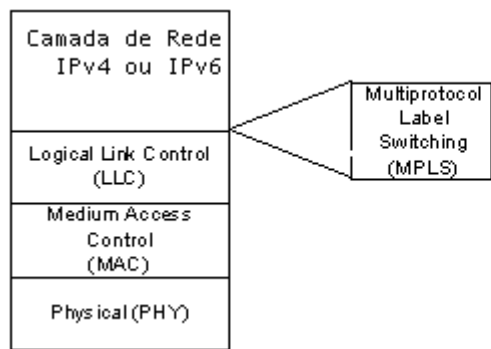 Camada de Rede
IPv4 ou IPv6
Logical Link Control
(LLC)
Medium Access
Control
(MAC)
Physical (PHY)
Multiprotocol
Label
Switching
(MPLS)